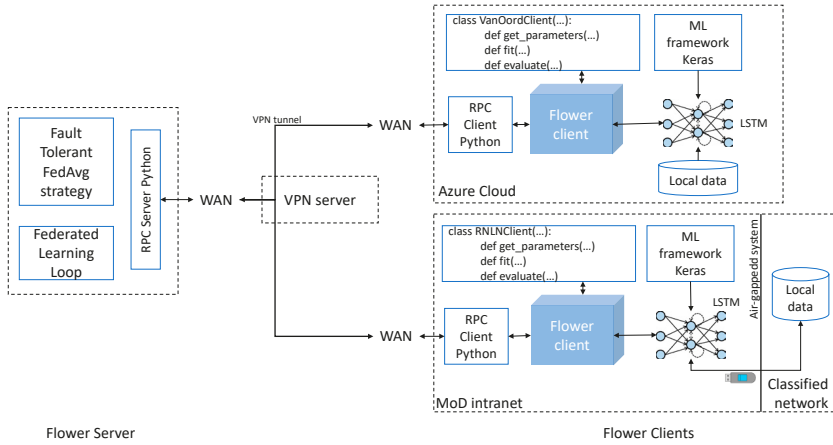 Fault
Tolerant
FedAvg
strategy
Federated
Learning
Loop
RPC Server Python
WAN
VPN tunnel
VPN server
WAN
class VanOordClient(…):
def get_parameters(…)
def fit(…)
def evaluate(…)
ML
framework
Keras
RPC
Client
Python
Flower
client
LSTM
Local data
Azure Cloud
WAN
class RNLNClient(…):
def get_parameters(…)
def fit(…)
def evaluate(…)
ML
framework
Keras
RPC
Client
Python
Flower
client
LSTM
Air-gappedd system
Local
data
MoD intranet
Classified
network
Flower Server
Flower Clients